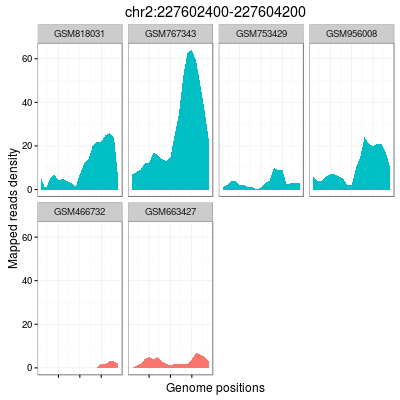 chr2:227602400-227604200
GSM818031 GSM767343 GSM753429 GSM956008
60
40
20
0
GSM466732 GSM663427
60
40
20
0
Mapped reads density
Genome positions